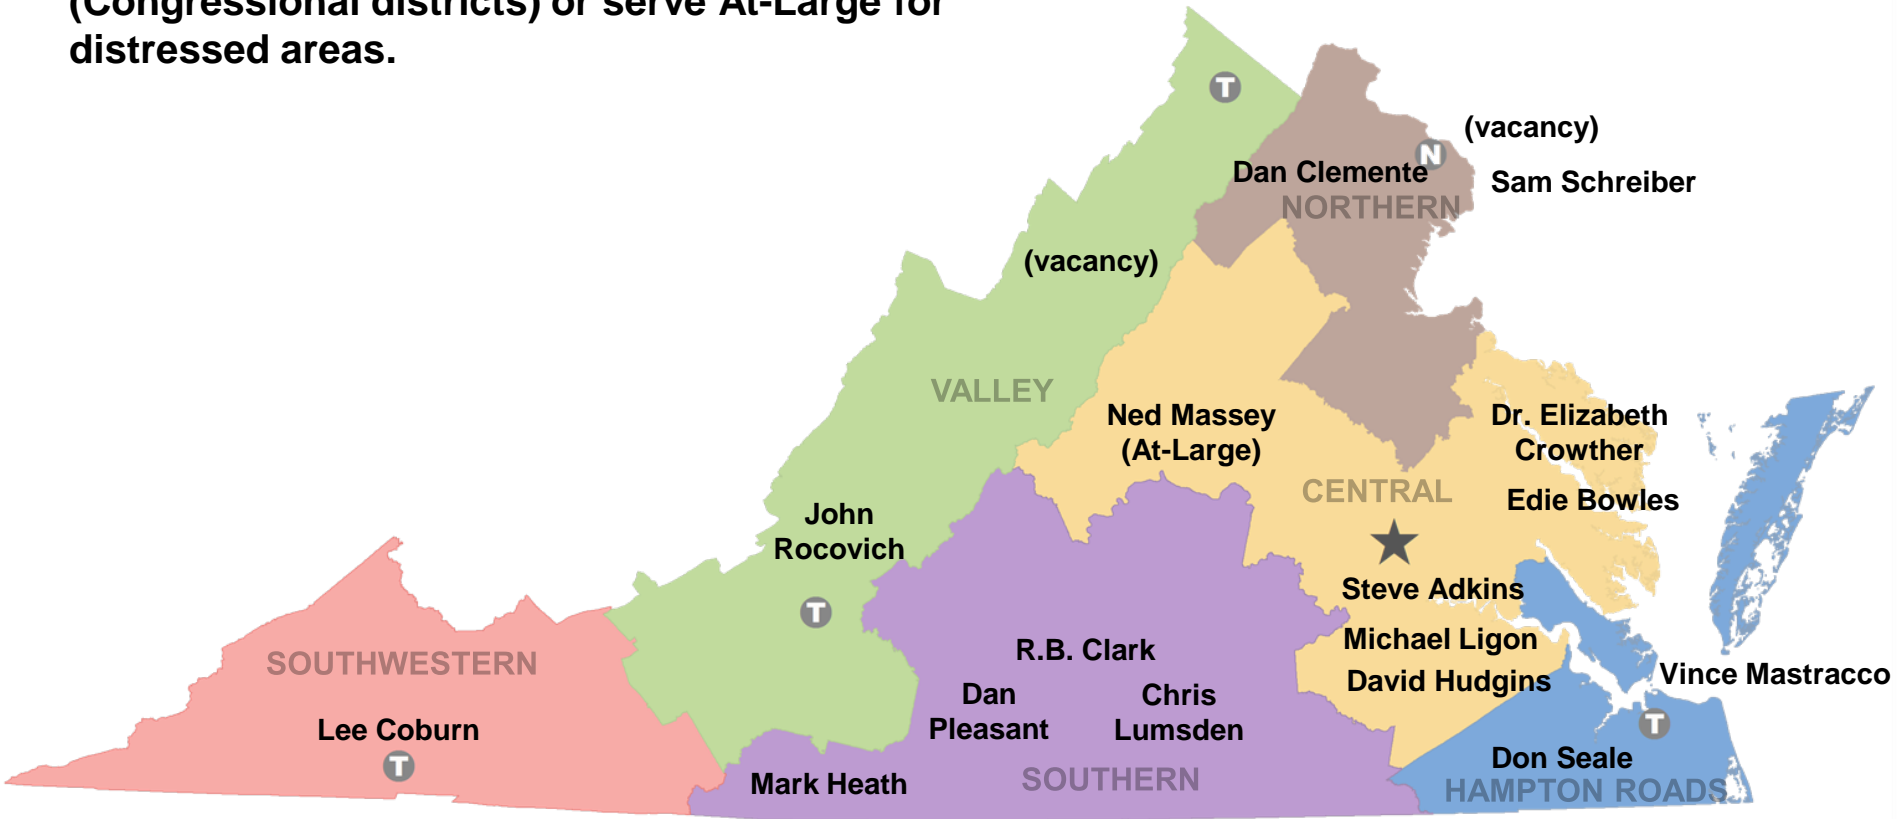 (Congressional districts) or serve At-Large for
distressed areas.
T
(vacancy)
N
Dan Clemente
Sam Schreiber
NORTHERN
(vacancy)
VALLEY
Ned Massey
(At-Large)
Dr. Elizabeth
Crowther
CENTRAL
Edie Bowles
John
Rocovich
Steve Adkins
T
Michael Ligon
R.B. Clark
SOUTHWESTERN
Vince Mastracco
David Hudgins
Dan
Pleasant
Chris
Lumsden
Lee Coburn
T
T
Don Seale
Mark Heath
SOUTHERN
HAMPTON ROADS